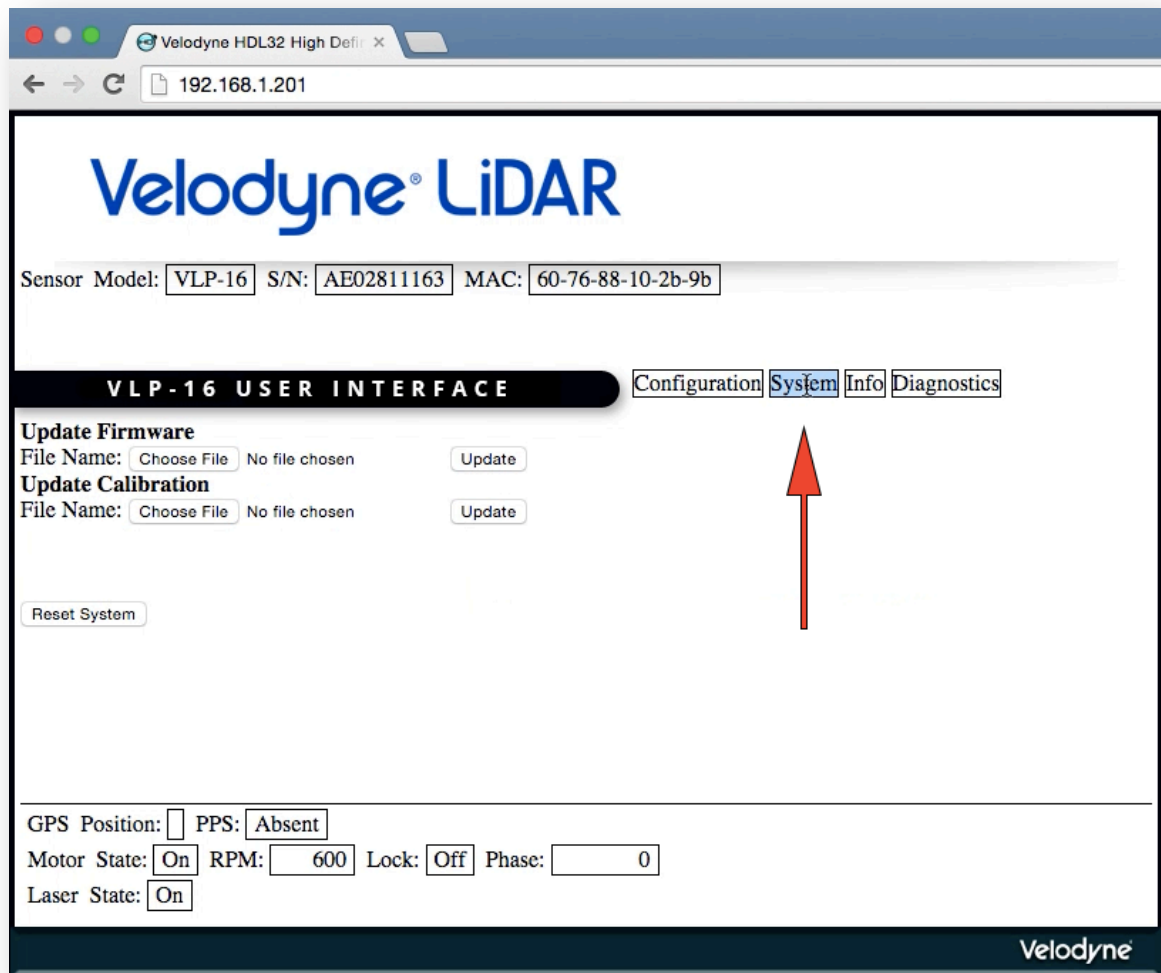 Velodyne HDL32 High Defi
192.168.1.201
Velodyne® LiDAR
Sensor Model: VLP-16 S/N: AE02811163 MAC: 60-76-88-10-2b-9b
VLP-16 USER INTERFACE Configuration System Info Diagnostics
Update Firmware
File Name: Choose File No file chosen Update
Update Calibration
File Name: Choose File No file chosen Update
Reset System
GPS Position: PPS: Absent
Motor State: On RPM: 600 Lock: Off Phase: 0
Laser State: On
Velodyne